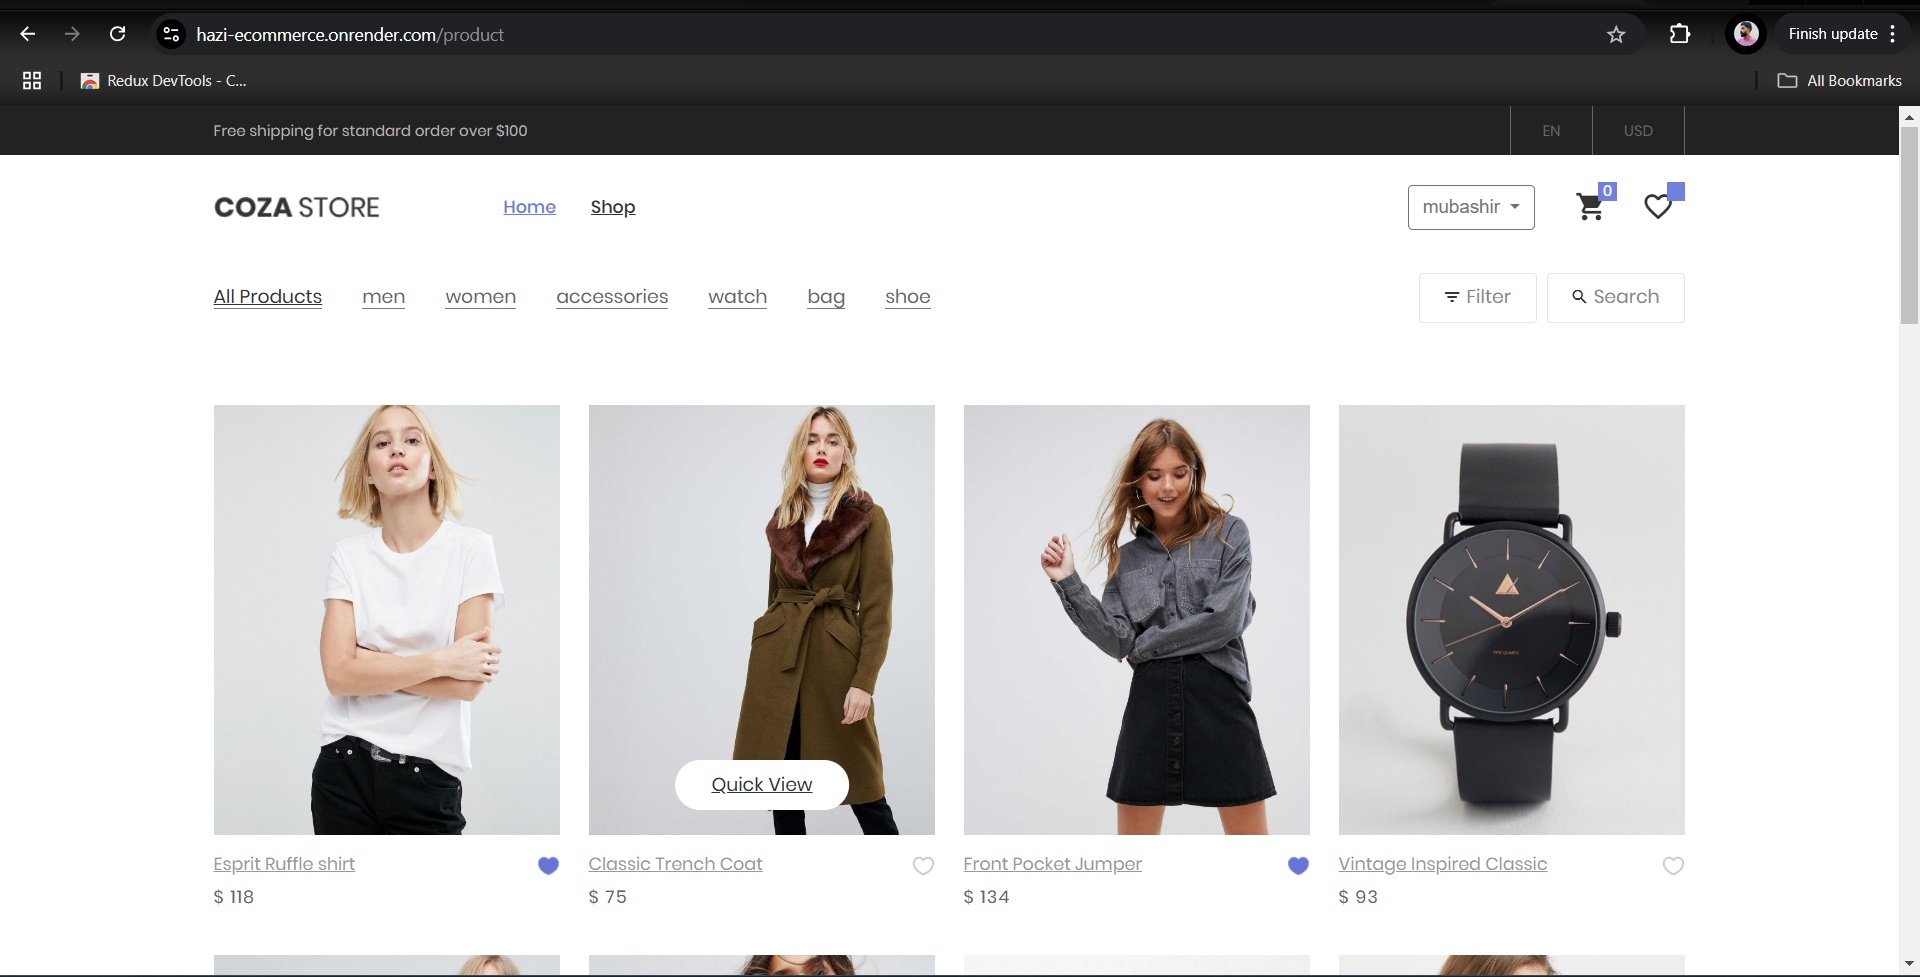 hazi-ecommerce.onrender.com/product
Finish update
Redux DevTools - C...
All Bookmarks
Free shipping for standard order over $100
EN
USD
COZA STORE
Home
Shop
mubashir
0
All Products
men
women
accessories
watch
bag
shoe
Filter
Search
Quick View
Esprit Ruffle shirt
$ 118
Classic Trench Coat
$ 75
Front Pocket Jumper
$ 134
Vintage Inspired Classic
$ 93